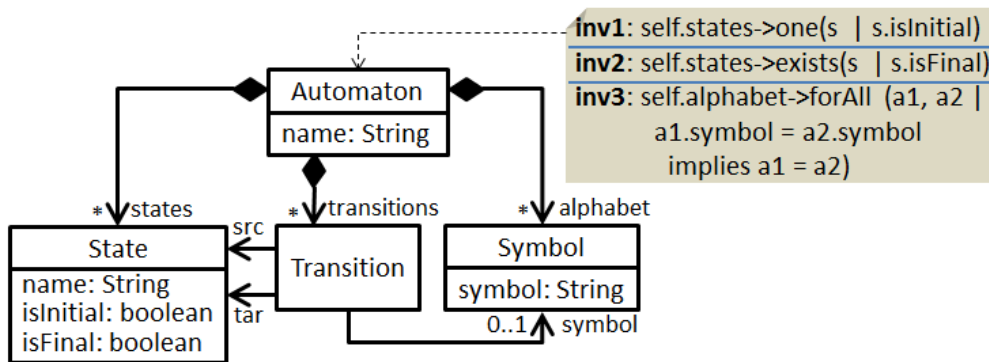 inv1: self.states->one(s | s.isInitial)
inv2: self.states->exists(s | s.isFinal)
inv3: self.alphabet->forAll (a1, a2 |
a1.symbol = a2.symbol
implies a1 = a2)
Automaton
name: String
* states
* transitions
* alphabet
State
name: String
isInitial: boolean
isFinal: boolean
src
tar
Transition
Symbol
symbol: String
0..1 symbol